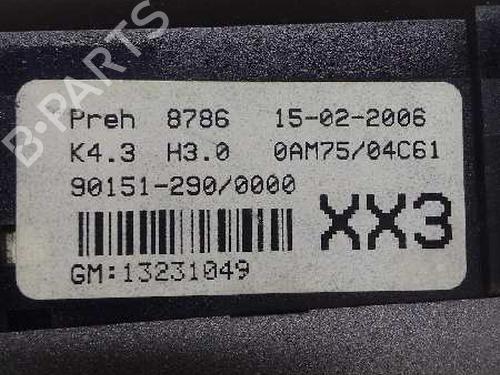 Preh 8786 15-02-2006
K4.3 H3.0 0AM75/04C61
90151-290/0000
XX3
GM:13231049
B-PARTS